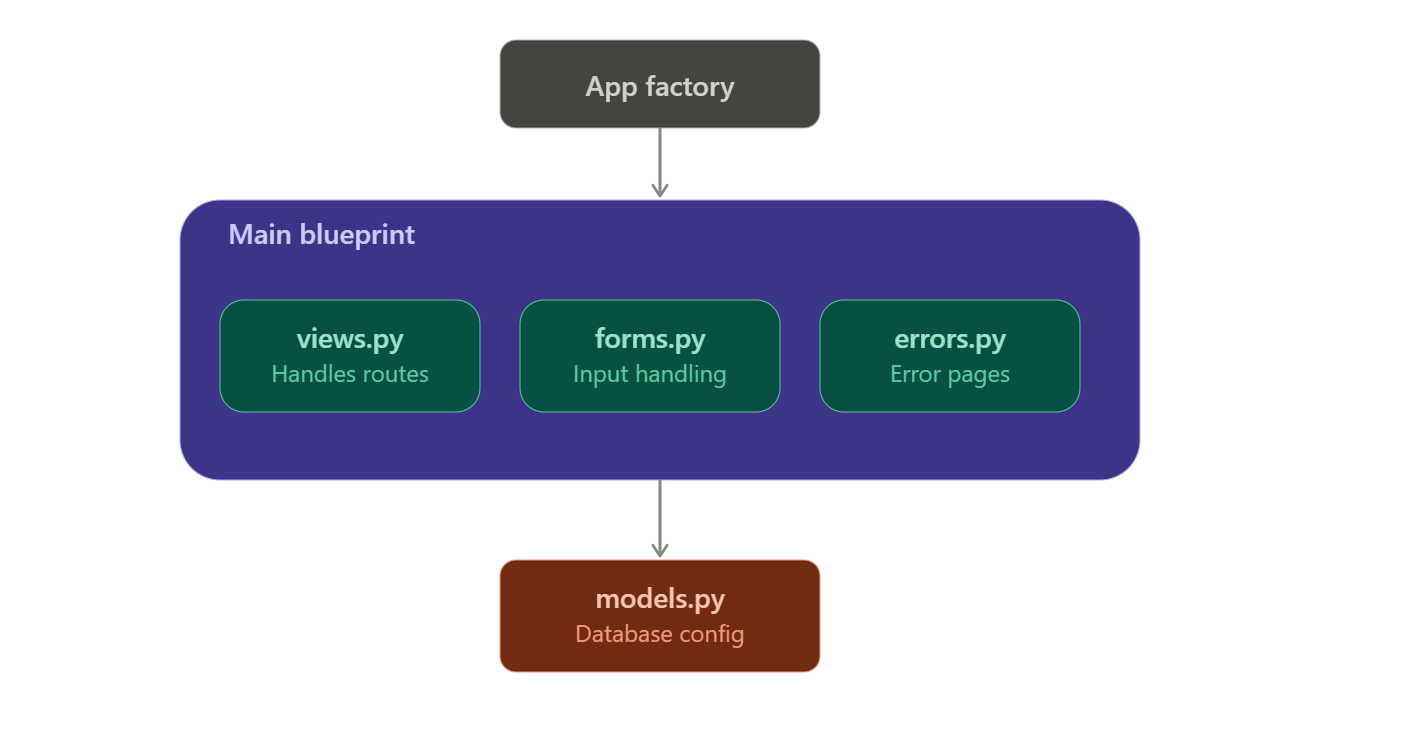 App factory
Main blueprint
views.py
Handles routes
forms.py
Input handling
errors.py
Error pages
models.py
Database config